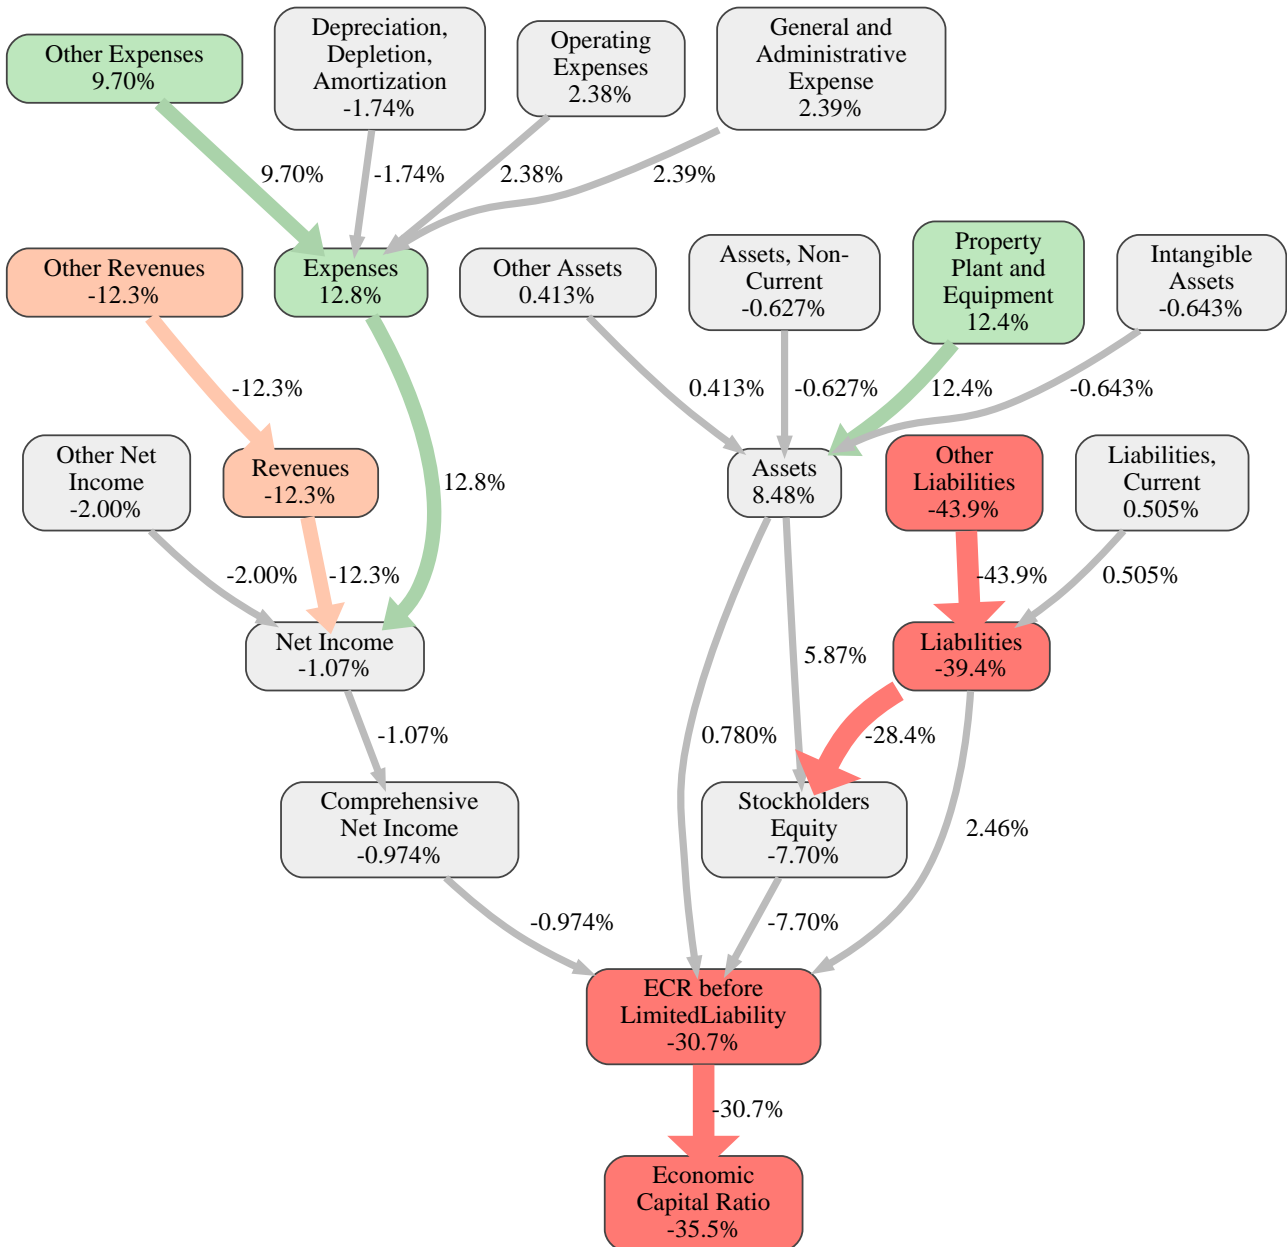 Other Expenses
9.70%
Depreciation,
Depletion,
Amortization
-1.74%
Operating
Expenses
2.38%
General and
Administrative
Expense
2.39%
9.70%
-1.74%
2.38%
2.39%
Other Revenues
-12.3%
Expenses
12.8%
Other Assets
0.413%
Assets, Non-
Current
-0.627%
Property
Plant and
Equipment
12.4%
Intangible
Assets
-0.643%
-12.3%
0.413%
-0.627%
12.4%
-0.643%
Other Net
Income
-2.00%
Revenues
-12.3%
12.8%
Assets
8.48%
Other
Liabilities
-43.9%
Liabilities,
Current
0.505%
-2.00%
-12.3%
-43.9%
0.505%
Net Income
-1.07%
5.87%
Liabilities
-39.4%
-1.07%
0.780%
-28.4%
Comprehensive
Net Income
-0.974%
Stockholders
Equity
-7.70%
2.46%
-0.974%
-7.70%
ECR before
LimitedLiability
-30.7%
-30.7%
Economic
Capital Ratio
-35.5%